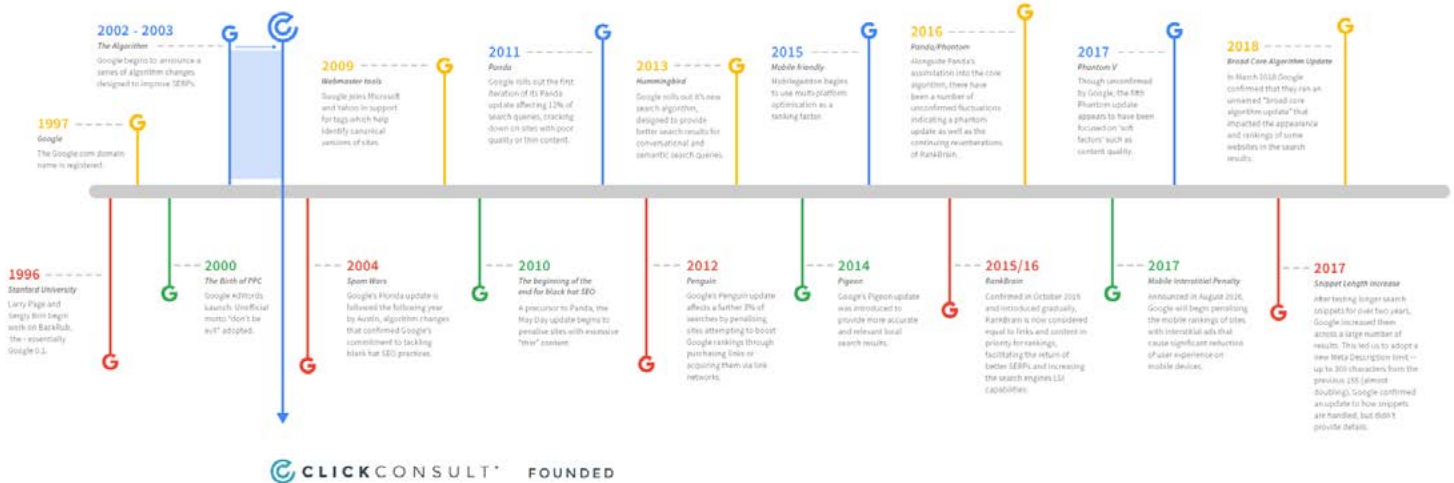 2002 - 2003
The Algorithm
Google begins to announce a
series of algorithm changes
designed to improve SERPs.
1997
Google
The Google.com domain
name is registered.
2009
Webmaster tools
Google joins Microsoft
and Yahoo in support
for tags which help
identify canonical
versions of sites.
2011
Panda
Google rolls out the first
iteration of its Panda
update affecting 12% of
search queries, cracking
down on sites with poor
quality or thin content.
2013
Hummingbird
Google rolls out it's new
search algorithm,
designed to provide
better search results for
conversational and
semantic search queries.
2015
Mobile friendly
Mobilegeddon begins
to use multi-platform
optimisation as a
ranking factor.
2016
Panda/Phantom
Alongside Panda's
assimilation into the core
algorithm, there have
been a number of
unconfirmed fluctuations
indicating a phantom
update as well as the
continuing reverberations
of RankBrain.
2017
Phantom V
Though unconfirmed
by Google, the fifth
Phantom update
appears to have been
focused on 'soft
factors' such as
content quality.
2018
Broad Core Algorithm Update
In March 2018 Google
confirmed that they ran an
unnamed "broad core
algorithm update" that
impacted the appearance
and rankings of some
websites in the search
results.
1996
Stanford University
Larry Page and
Sergey Brin begin
work on BackRub,
the - essentially
Google 0.1.
2000
The Birth of PPC
Google AdWords
launch. Unofficial
motto "don't be
evil" adopted.
2004
Spam Wars
Google's Florida update is
followed the following year
by Austin, algorithm changes
that confirmed Google's
commitment to tackling
black hat SEO practices.
2010
The beginning of the
end for black hat SEO
A precursor to Panda, the
May Day update begins to
penalise sites with excessive
"thin" content.
2012
Penguin
Google's Penguin update
affects a further 3% of
searches by penalising
sites attempting to boost
Google rankings through
purchasing links or
acquiring them via link
networks.
2014
Pigeon
Google's Pigeon update
was introduced to
provide more accurate
and relevant local
search results.
2015/16
RankBrain
Confirmed in October 2015
and introduced gradually,
RankBrain is now considered
equal to links and content in
priority for rankings,
facilitating the return of
better SERPs and increasing
the search engines LSI
capabilities.
2017
Mobile Interstitial Penalty
Announced in August 2016,
Google will begin penalising
the mobile rankings of sites
with interstitial ads that
cause significant reduction
of user experience on
mobile devices.
2017
Snippet Length Increase
After testing longer search
snippets for over two years,
Google increased them
across a large number of
results. This led us to adopt a
new Meta Description limit —
up to 300 characters from the
previous 155 (almost
doubling). Google confirmed
an update to how snippets
are handled, but didn't
provide details.
CLICKCONSULT FOUNDED